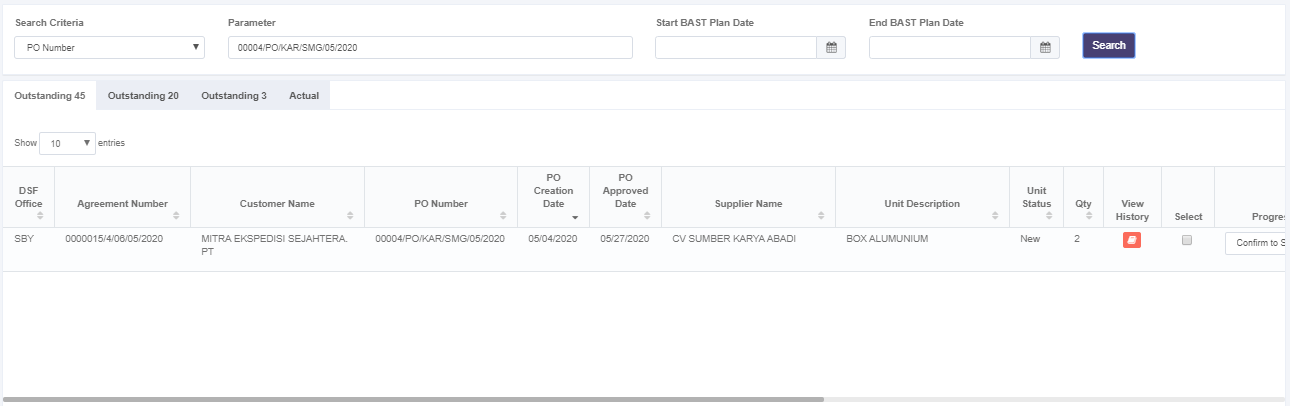 Search Criteria Parameter Start BAST Plan Date End BAST Plan Date
PO Number 00004/PO/KAR/SMG/05/2020 Search
Outstanding 45 Outstanding 20 Outstanding 3 Actual
Show 10 entries
DSF Office Agreement Number Customer Name PO Number PO Creation Date PO Approved Date Supplier Name Unit Description Unit Status Qty View History Select Progres
SBY 0000015/4/06/05/2020 MITRA EKSPEDISI SEJAHTERA. 00004/PO/KAR/SMG/05/2020 05/04/2020 05/27/2020 CV SUMBER KARYA ABADI BOX ALUMUNIUM New 2 Confirm to S
PT